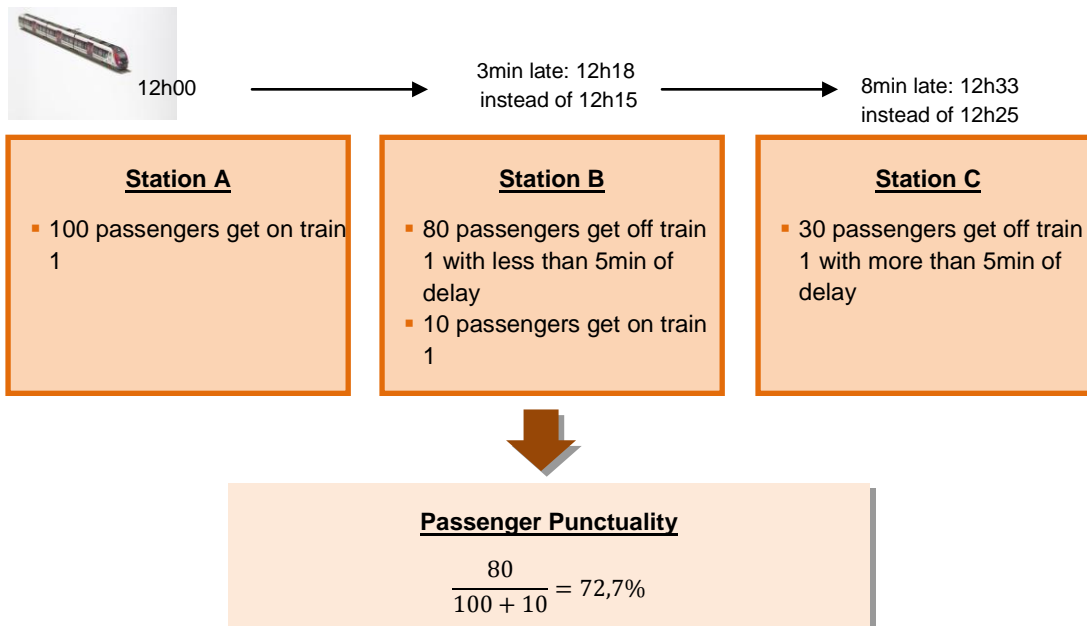 12h00
3min late: 12h18
instead of 12h15
8min late: 12h33
instead of 12h25
Station A
▪ 100 passengers get on train
1
Station B
▪ 80 passengers get off train
1 with less than 5min of
delay
▪ 10 passengers get on train
1
Station C
▪ 30 passengers get off train
1 with more than 5min of
delay
Passenger Punctuality
80
100 + 10
= 72,7%